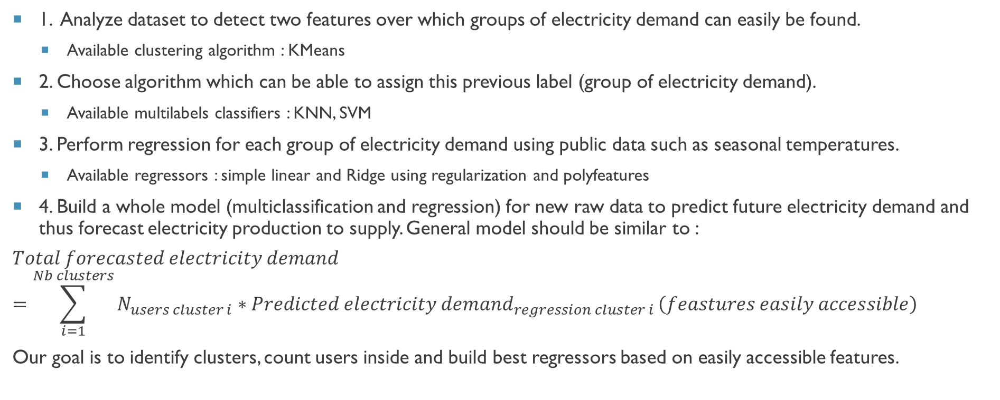 1. Analyze dataset to detect two features over which groups of electricity demand can easily be found.
Available clustering algorithm : KMeans
2. Choose algorithm which can be able to assign this previous label (group of electricity demand).
Available multilabels classifiers : KNN, SVM
3. Perform regression for each group of electricity demand using public data such as seasonal temperatures.
Available regressors : simple linear and Ridge using regularization and polyfeatures
4. Build a whole model (multiclassification and regression) for new raw data to predict future electricity demand and
thus forecast electricity production to supply. General model should be similar to :
Total forecasted electricity demand
Nb clusters
= ∑ N users cluster i * Predicted electricity demand regression cluster i (feastures easily accessible)
i=1
Our goal is to identify clusters, count users inside and build best regressors based on easily accessible features.